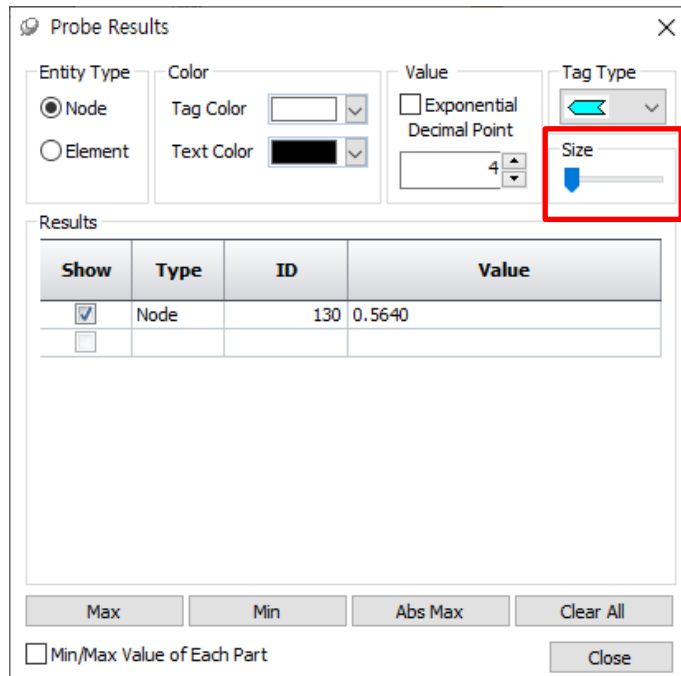 Probe Results
Entity Type
Color
Value
Tag Type
Node
Tag Color
Exponential
Decimal Point
Element
Text Color
4
Size
Results
Show Type ID Value
Node 130 0.5640
Max Min Abs Max Clear All
Min/Max Value of Each Part
Close